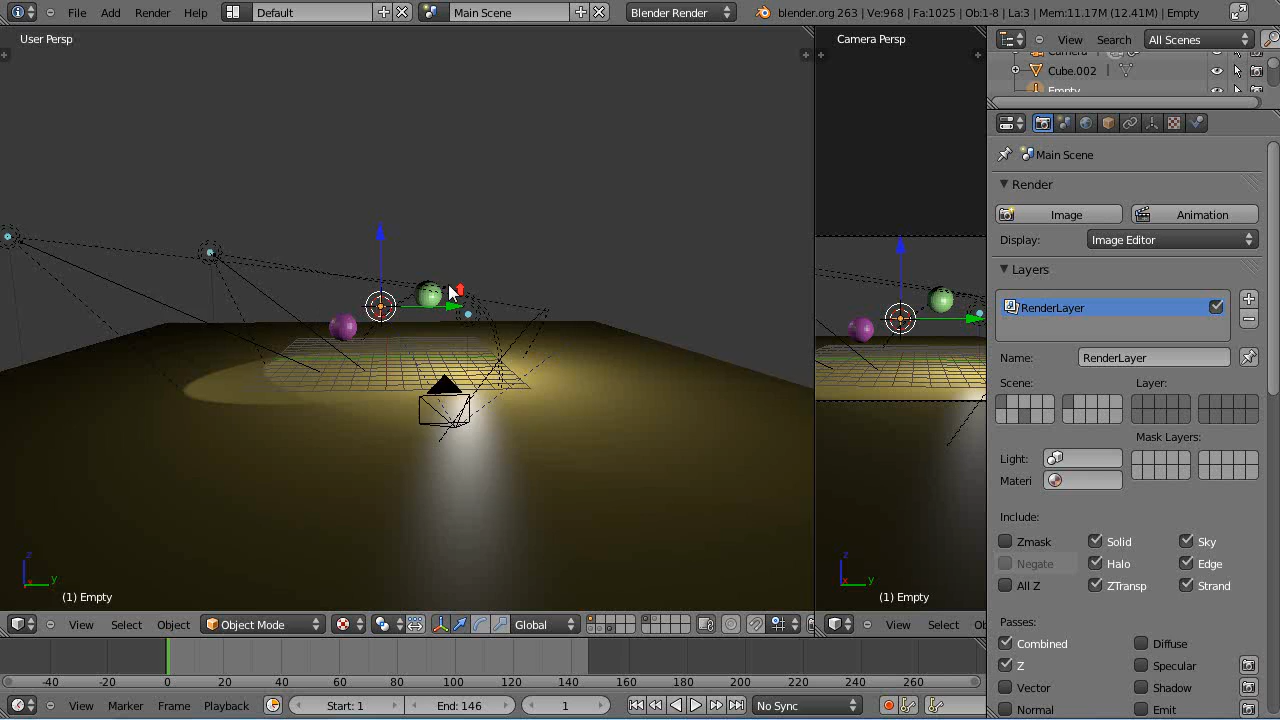 File Add Render Help Default Main Scene Blender Render blender.org 263 | Ve:968 | Fa:1025 | Ob:1-8 | La:3 | Mem:11.17M (12.41M) | Empty
User Persp
Camera Persp
View Search All Scenes
Camera
Cube.002
Empty
Main Scene
Render
Image Animation
Display: Image Editor
Layers
RenderLayer
Name: RenderLayer
Scene: Layer:
Mask Layers:
Light:
Materi
Include:
Zmask Solid Sky
Negate Halo Edge
All Z ZTransp Strand
Passes:
Combined Diffuse
Z Specular
Vector Shadow
Normal Emit
z
y
x
(1) Empty
z
y
x
(1) Empty
View Select Object Object Mode Global
View Select Ob
-40 -20 0 20 40 60 80 100 120 140 160 180 200 220 240 260
View Marker Frame Playback Start: 1 End: 146 1 No Sync